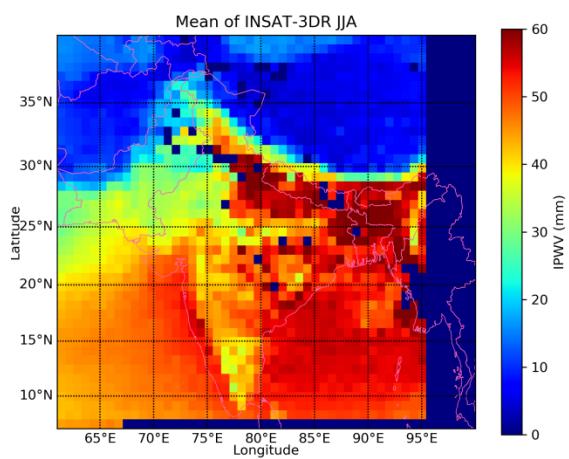 Mean of INSAT-3DR JJA
35°N
30°N
25°N
20°N
15°N
10°N
Latitude
65°E 70°E 75°E 80°E 85°E 90°E 95°E
Longitude
60
50
40
30
20
10
0
IPWV (mm)